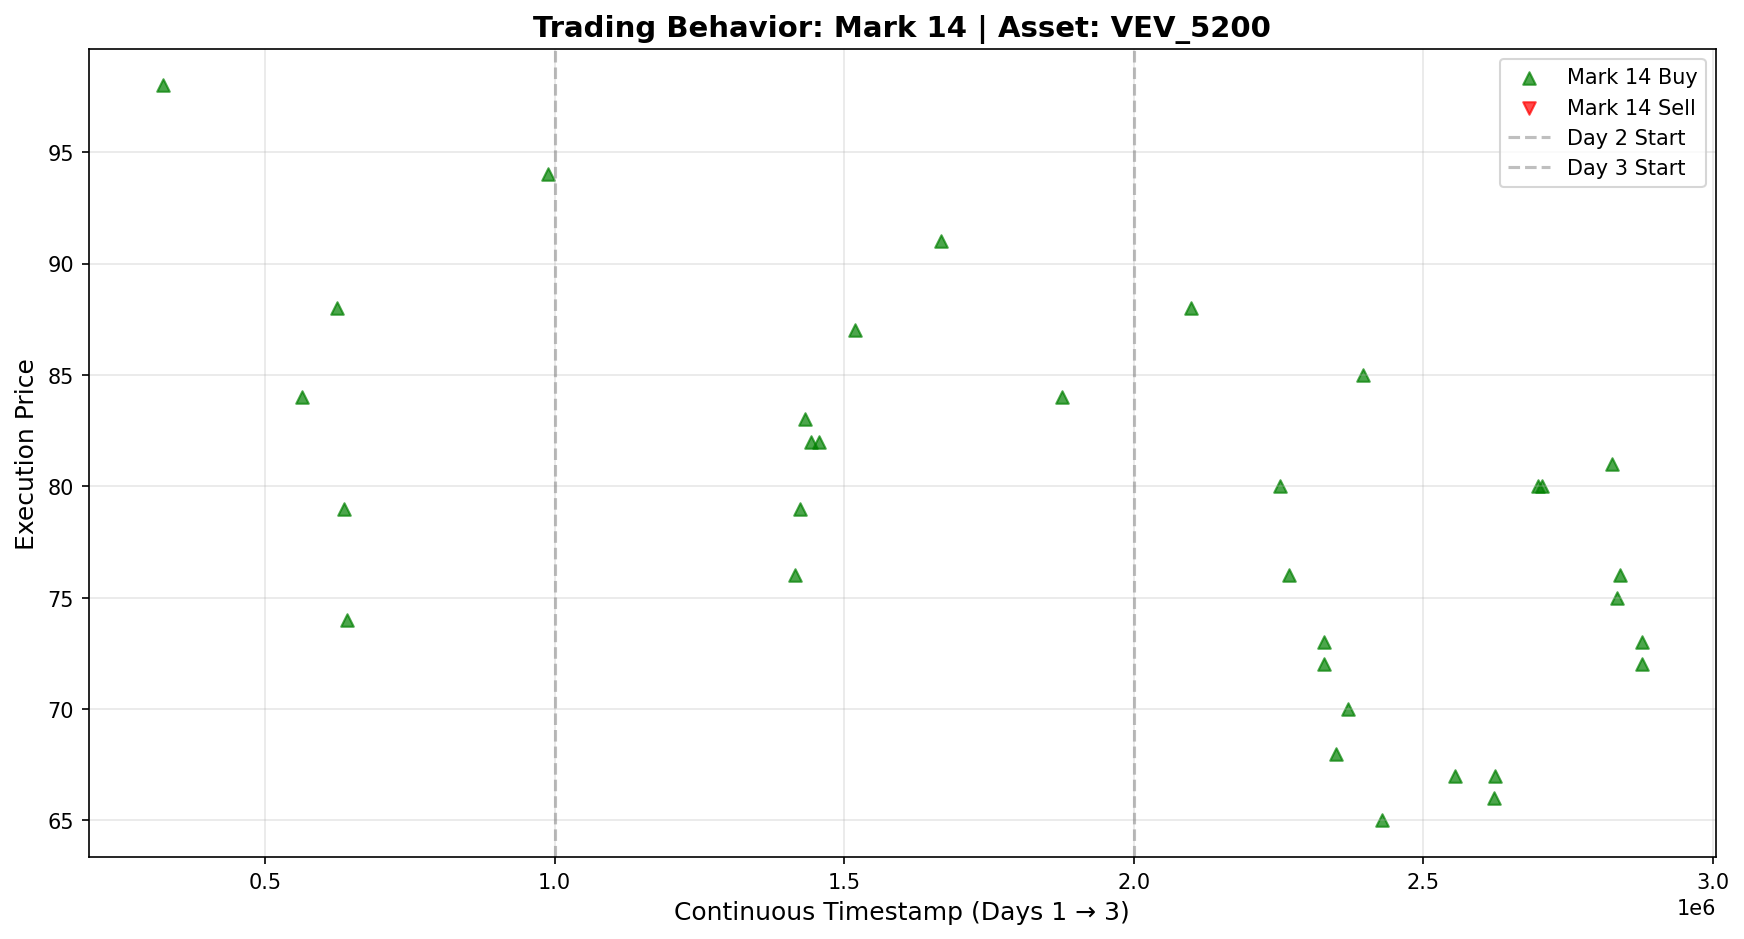 Trading Behavior: Mark 14 | Asset: VEV_5200
Mark 14 Buy
Mark 14 Sell
Day 2 Start
Day 3 Start
Execution Price
95
90
85
80
75
70
65
0.5
1.0
1.5
2.0
2.5
3.0
1e6
Continuous Timestamp (Days 1 → 3)